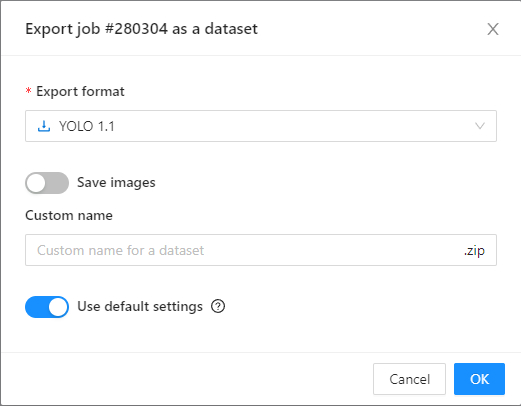 Export job #280304 as a dataset
* Export format
YOLO 1.1
Save images
Custom name
Custom name for a dataset .zip
Use default settings
Cancel OK